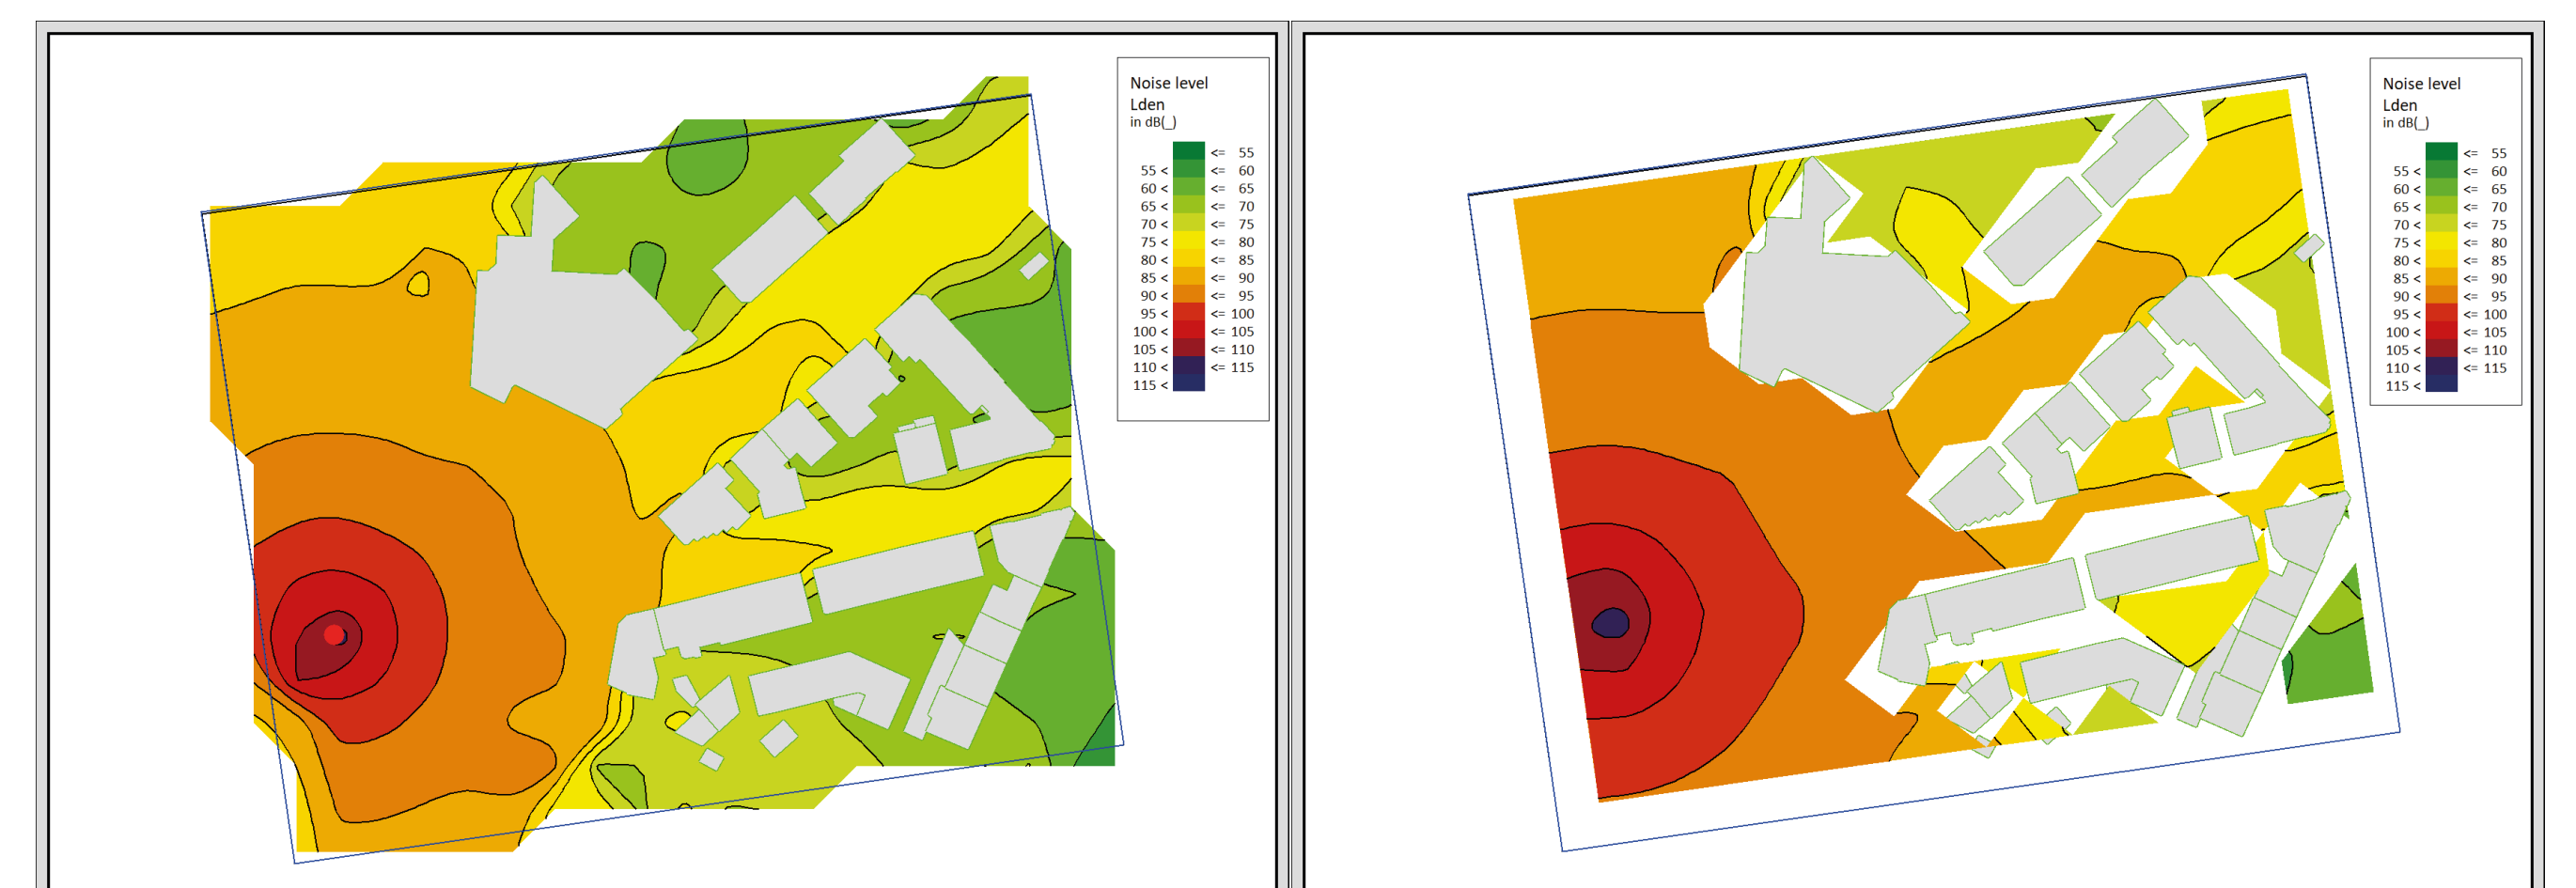 Noise level
Lden
in dB(_)
<= 55
55 < <= 60
60 < <= 65
65 < <= 70
70 < <= 75
75 < <= 80
80 < <= 85
85 < <= 90
90 < <= 95
95 < <= 100
100 < <= 105
105 < <= 110
110 < <= 115
115 <
Noise level
Lden
in dB(_)
<= 55
55 < <= 60
60 < <= 65
65 < <= 70
70 < <= 75
75 < <= 80
80 < <= 85
85 < <= 90
90 < <= 95
95 < <= 100
100 < <= 105
105 < <= 110
110 < <= 115
115 <